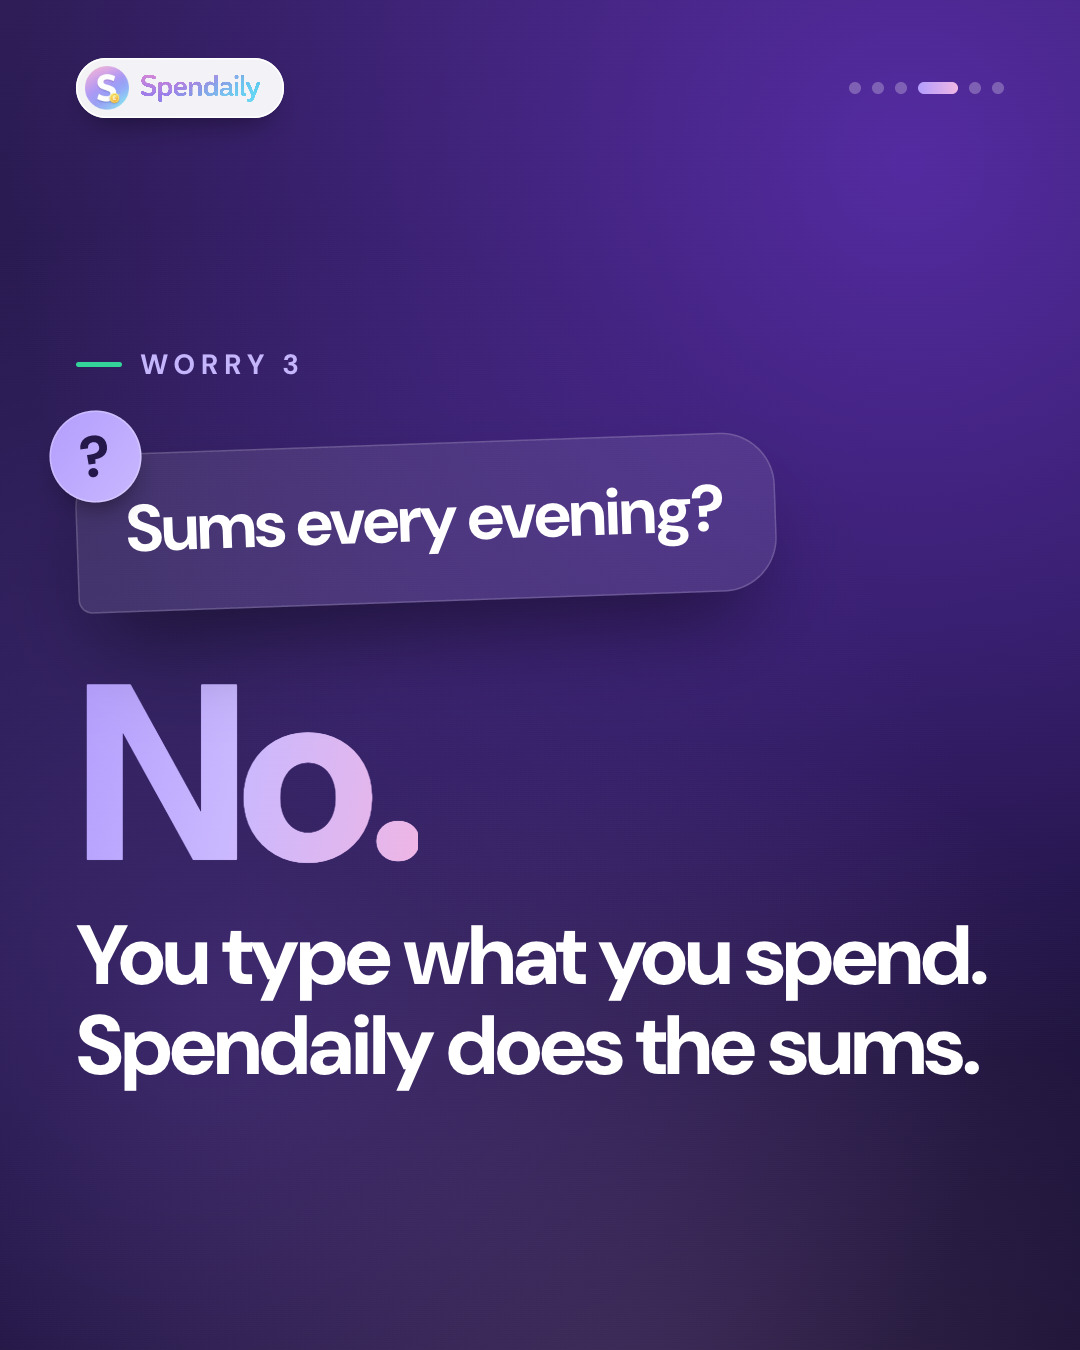 Spendaily
WORRY 3
?
Sums every evening?
No.
You type what you spend.
Spendaily does the sums.